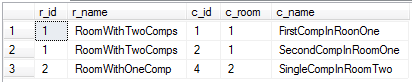 r_id r_name c_id c_room c_name
1 1 RoomWithTwoComps 1 1 FirstCompInRoonOne
2 1 RoomWithTwoComps 2 1 SecondCompInRoomOne
3 2 RoomWithOneComp 4 2 SingleCompInRoomTwo